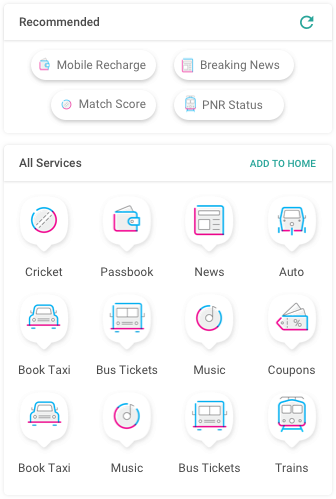 Recommended
Mobile Recharge Breaking News
Match Score PNR Status
All Services ADD TO HOME
Cricket Passbook News Auto
%
Book Taxi Bus Tickets Music Coupons
Book Taxi Music Bus Tickets Trains